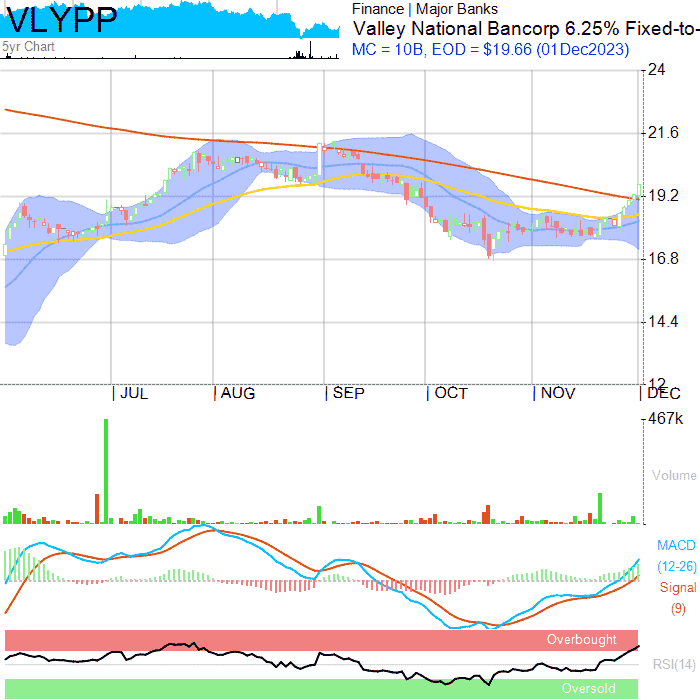 VLYPP
Finance | Major Banks
Valley National Bancorp 6.25% Fixed-to-
5yr Chart
MC = 10B, EOD = $19.66 (01Dec2023)
24
21.6
19.2
16.8
14.4
12
JUL AUG SEP OCT NOV DEC
467k
Volume
MACD
(12-26)
Signal
(9)
Overbought
RSI(14)
Oversold